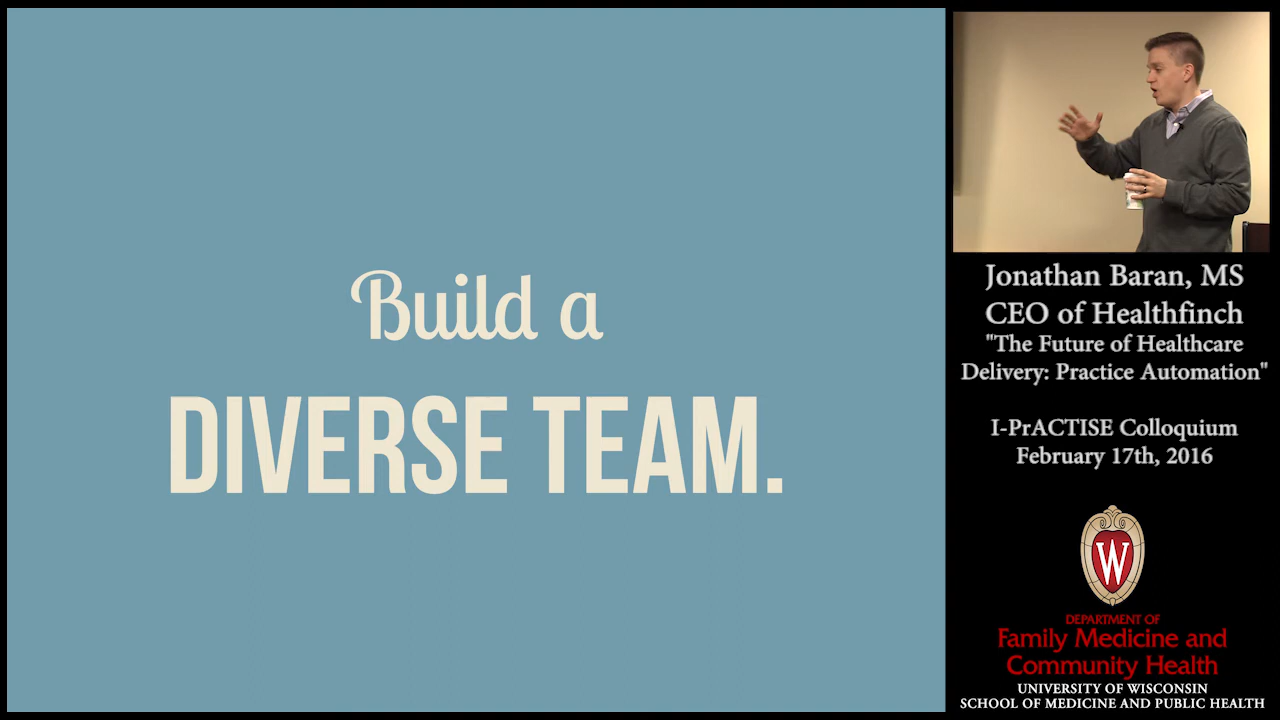 Build a
DIVERSE TEAM.
Jonathan Baran, MS
CEO of Healthfinch
"The Future of Healthcare
Delivery: Practice Automation"
I-PrACTISE Colloquium
February 17th, 2016
W
DEPARTMENT OF
Family Medicine and
Community Health
UNIVERSITY OF WISCONSIN
SCHOOL OF MEDICINE AND PUBLIC HEALTH